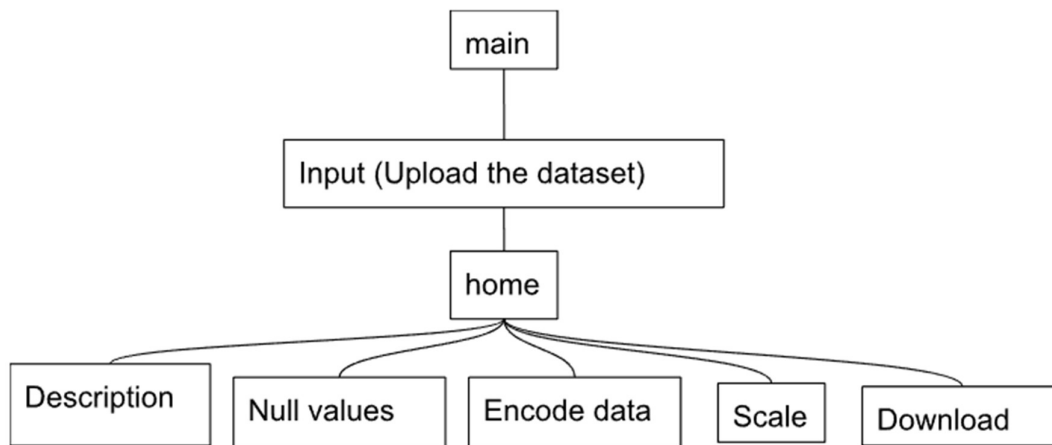 main
Input (Upload the dataset)
home
Description
Null values
Encode data
Scale
Download